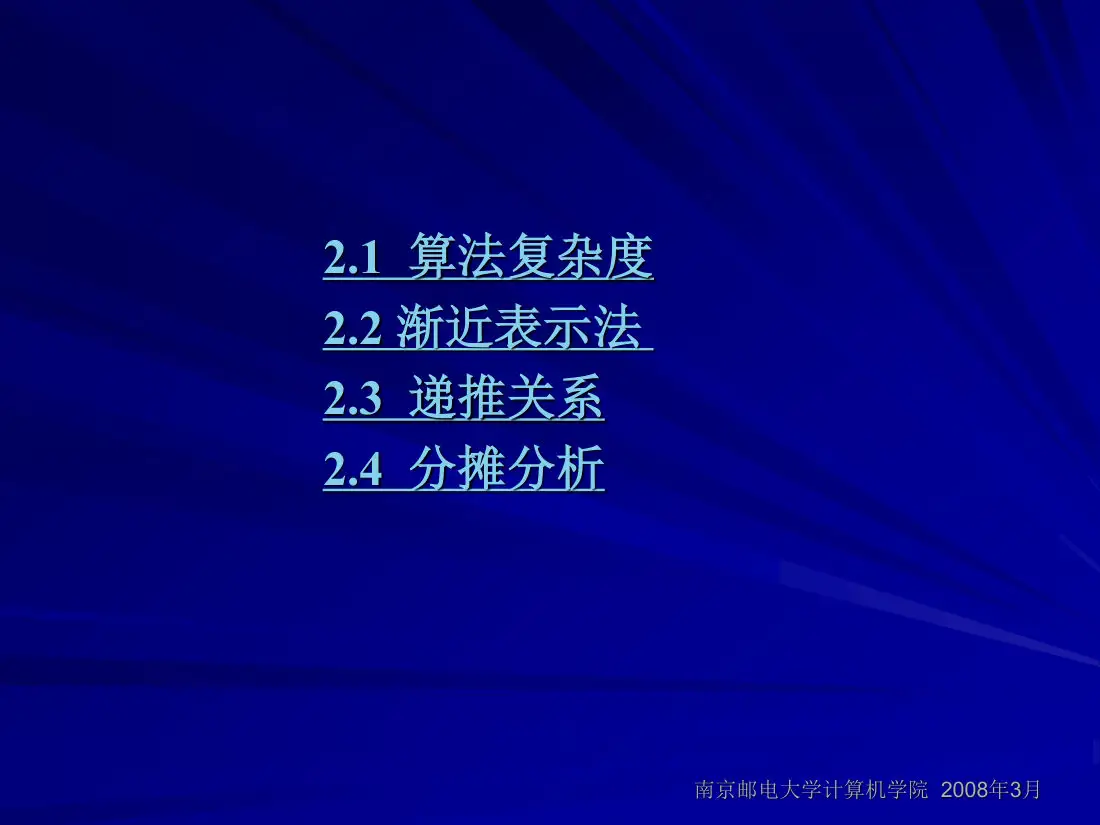 2.1 算法复杂度
2.2 渐近表示法
2.3 递推关系
2.4 分摊分析
南京邮电大学计算机学院 2008年3月